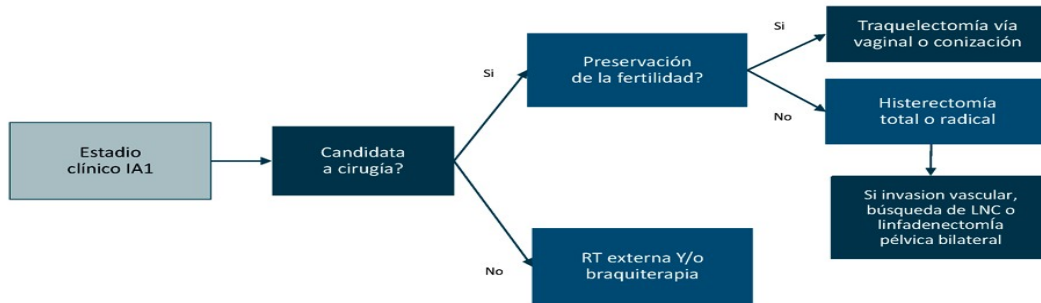 Estadio
clínico IA1
Candidata
a cirugía?
Si
Preservación
de la fertilidad?
Si
Traquelectomía vía
vaginal o conización
No
Histerectomía
total o radical
Si invasion vascular,
búsqueda de LNC o
linfadenectomía
pélvica bilateral
No
RT externa Y/o
braquiterapia